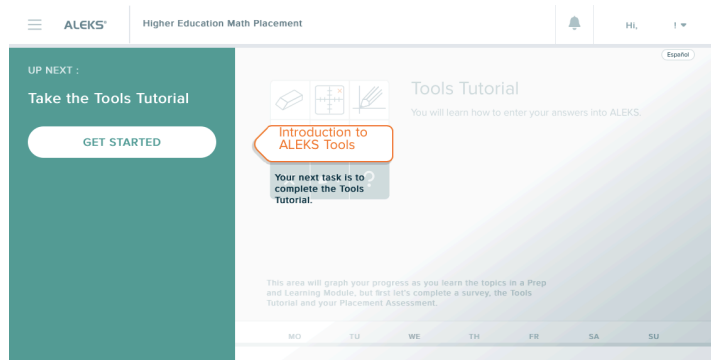 ALEKS®
Higher Education Math Placement
Hi, !
Español
UP NEXT :
Take the Tools Tutorial
GET STARTED
Tools Tutorial
You will learn how to enter your answers into ALEKS.
Introduction to
ALEKS Tools
Your next task is to
complete the Tools
Tutorial.
?
This area will graph your progress as you learn the topics in a Prep
and Learning Module, but first let's complete a survey, the Tools
Tutorial and your Placement Assessment.
MO TU WE TH FR SA SU